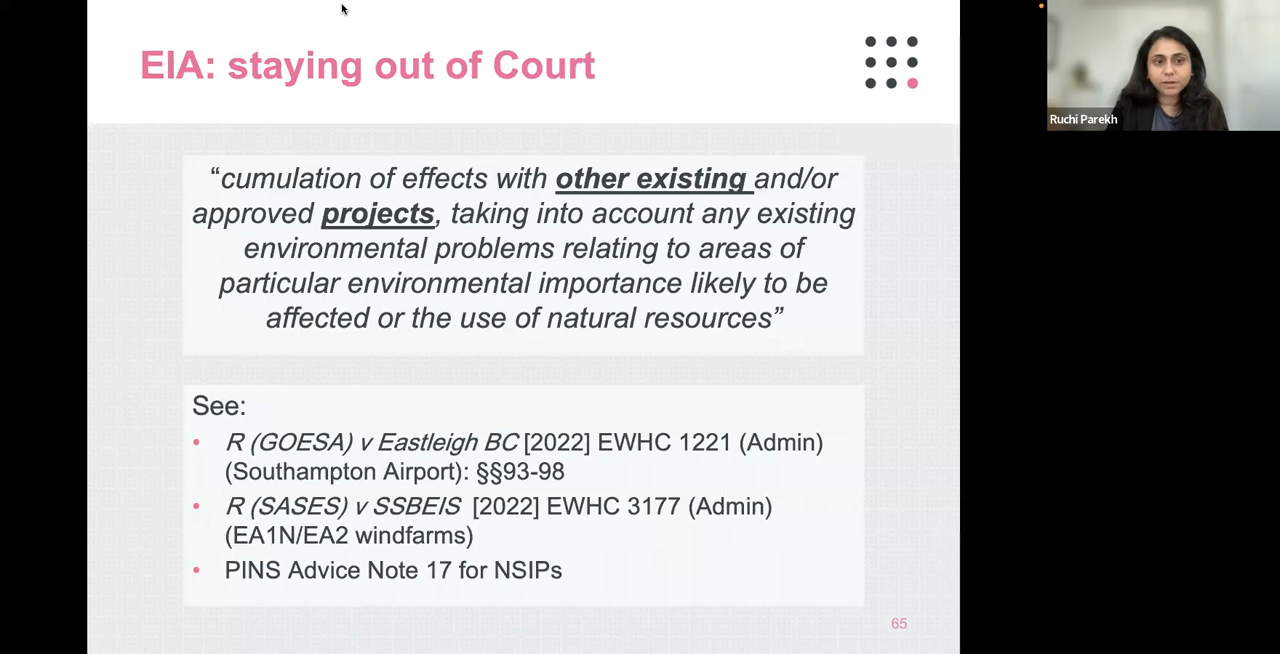 EIA: staying out of Court
Ruchi Parekh
“cumulation of effects with other existing and/or
approved projects, taking into account any existing
environmental problems relating to areas of
particular environmental importance likely to be
affected or the use of natural resources”
See:
• R (GOESA) v Eastleigh BC [2022] EWHC 1221 (Admin)
(Southampton Airport): §§93-98
• R (SASES) v SSBEIS [2022] EWHC 3177 (Admin)
(EA1N/EA2 windfarms)
• PINS Advice Note 17 for NSIPs
65